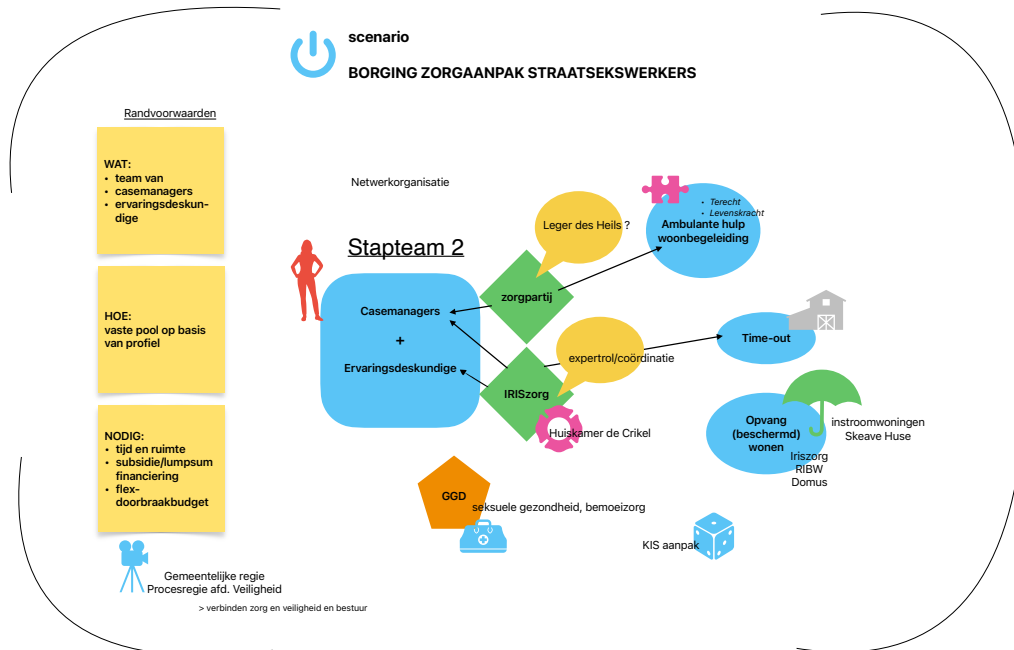 scenario
BORGING ZORGAANPAK STRAATSEKSWERKERS
Randvoorwaarden
WAT:
• team van
• casemanagers
• ervaringsdeskun-
dige
HOE:
vaste pool op basis
van profiel
NODIG:
• tijd en ruimte
• subsidie/lumpsum
financiering
• flex-
doorbraakbudget
Gemeentelijke regie
Procesregie afd. Veiligheid
> verbinden zorg en veiligheid en bestuur
Netwerkorganisatie
Stapteam 2
Casemanagers
+
Ervaringsdeskundige
Leger des Heils ?
zorgpartij
expertrol/coördinatie
IRISzorg
Huiskamer de Crikel
GGD
seksuele gezondheid, bemoeizorg
• Terecht
• Levenskracht
Ambulante hulp
woonbegeleiding
Time-out
Opvang
(beschermd)
wonen
Iriszorg
RIBW
Domus
instroomwoningen
Skeave Huse
KIS aanpak